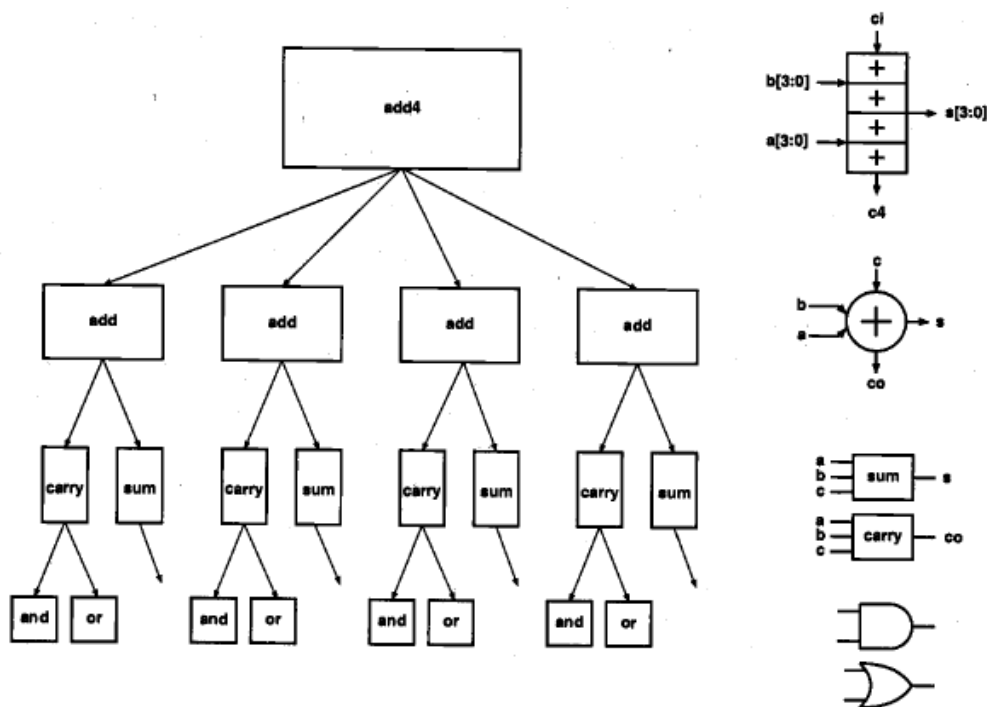 add4
add add add add
carry sum carry sum carry sum carry sum
and or and or and or and or
ci
+
b[3:0]
+
s[3:0]
+
a[3:0]
+
c4
c
b
+
s
a
co
a
b sum s
c
a
b carry co
c